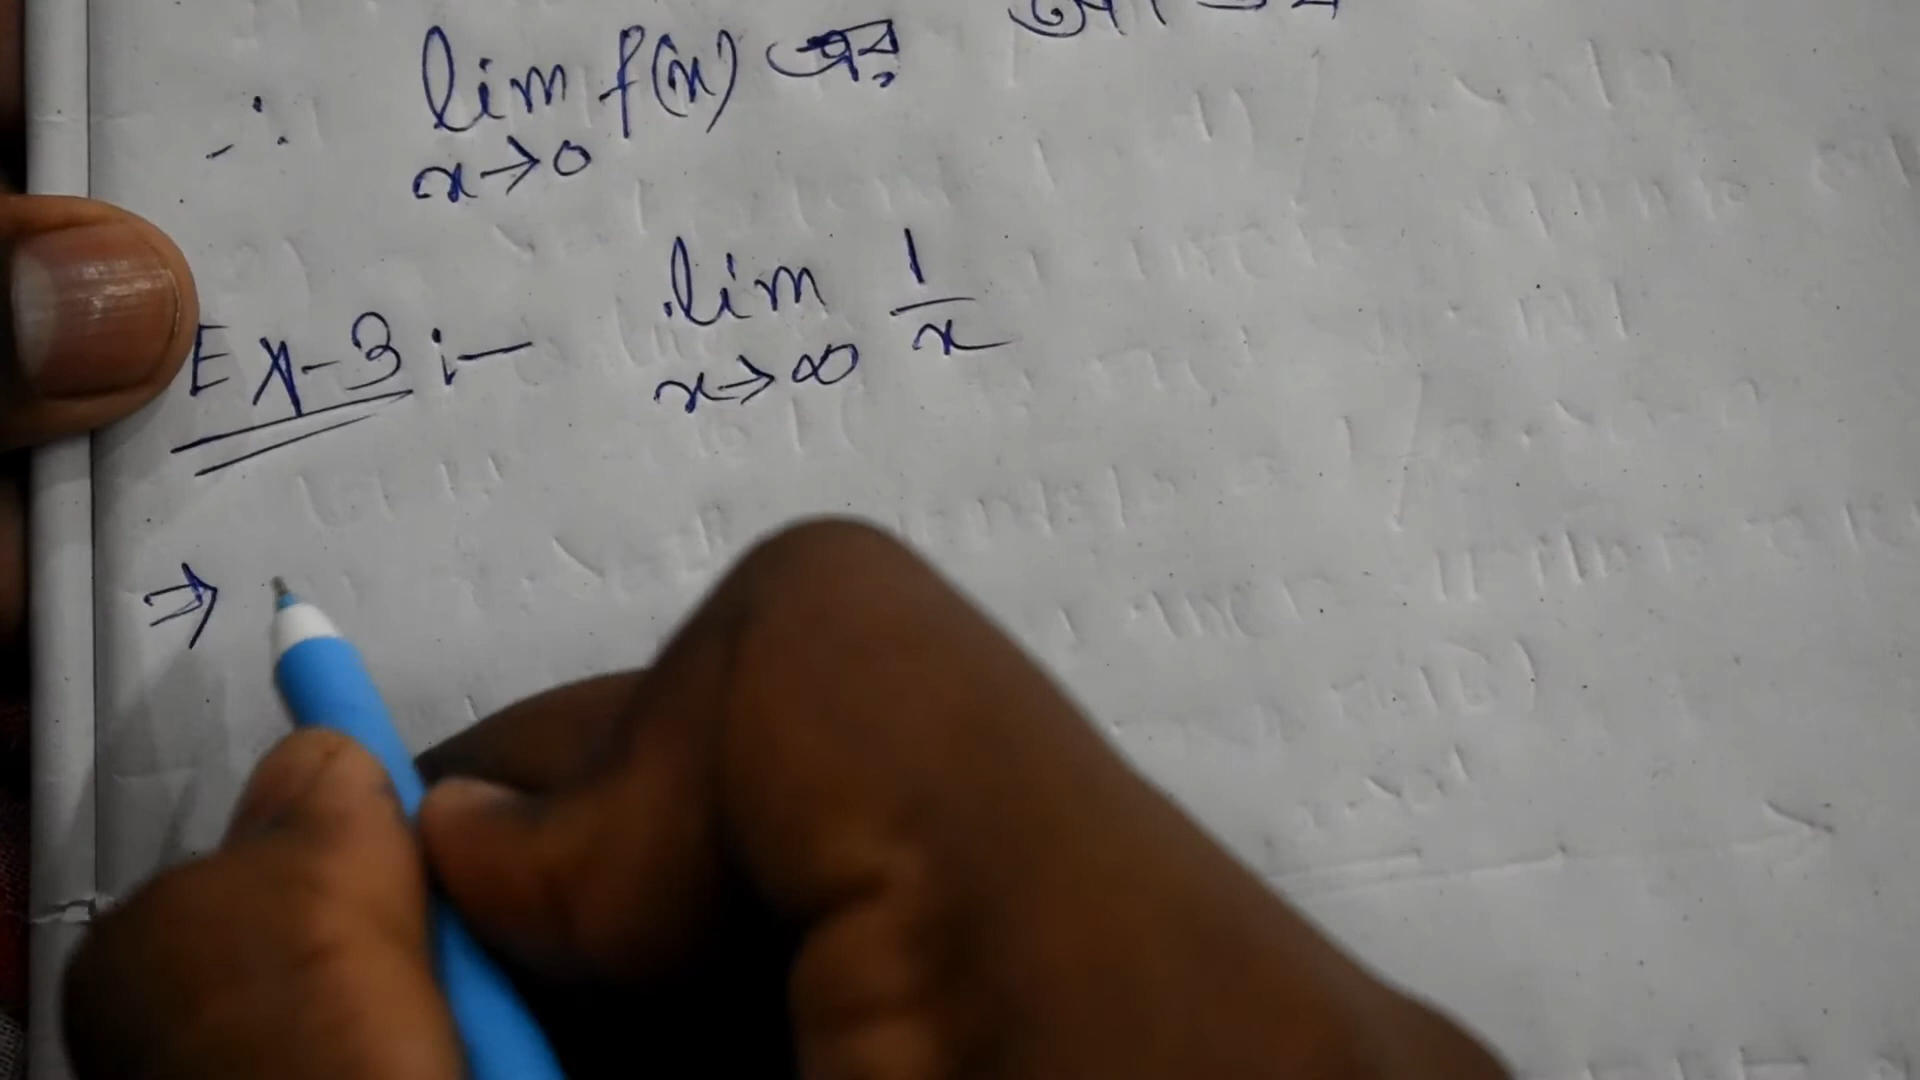 ∴ lim f(x) এর
x→0
Ex-3 :- lim 1/x
x→∞
⇒